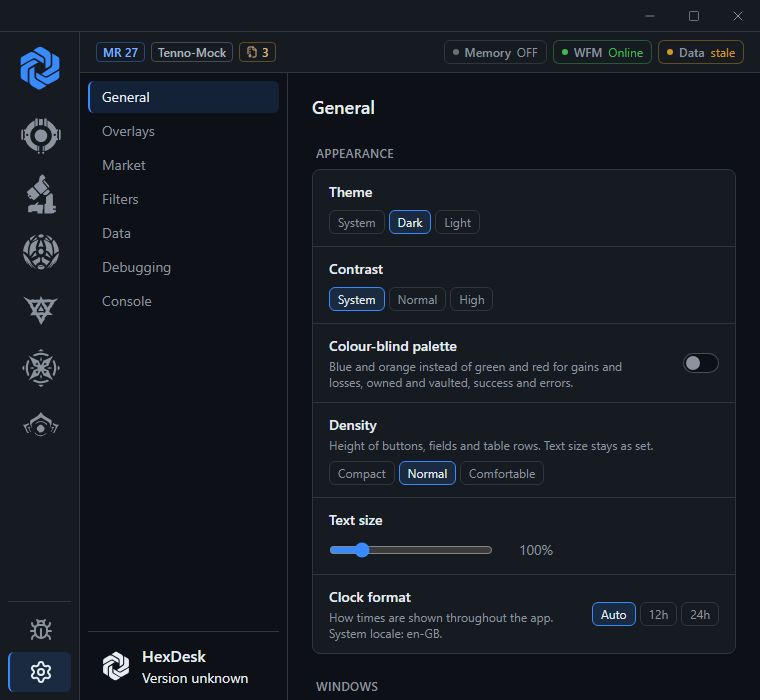 MR 27 Tenno-Mock 3 Memory OFF WFM Online Data stale
General
Overlays
Market
Filters
Data
Debugging
Console
HexDesk
Version unknown
General
APPEARANCE
Theme
System Dark Light
Contrast
System Normal High
Colour-blind palette
Blue and orange instead of green and red for gains and
losses, owned and vaulted, success and errors.
Density
Height of buttons, fields and table rows. Text size stays as set.
Compact Normal Comfortable
Text size
100%
Clock format
How times are shown throughout the app.
System locale: en-GB.
Auto 12h 24h
WINDOWS